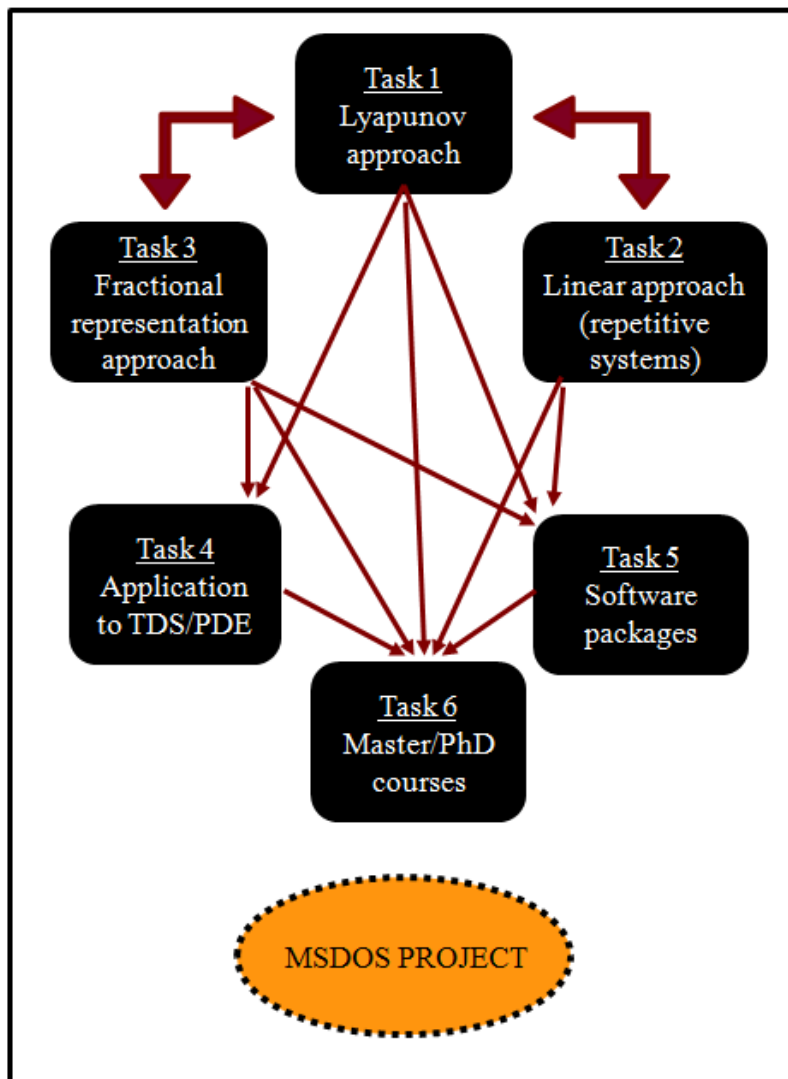 Task 1
Lyapunov
approach
Task 3
Fractional
representation
approach
Task 2
Linear approach
(repetitive
systems)
Task 4
Application
to TDS/PDE
Task 5
Software
packages
Task 6
Master/PhD
courses
MSDOS PROJECT